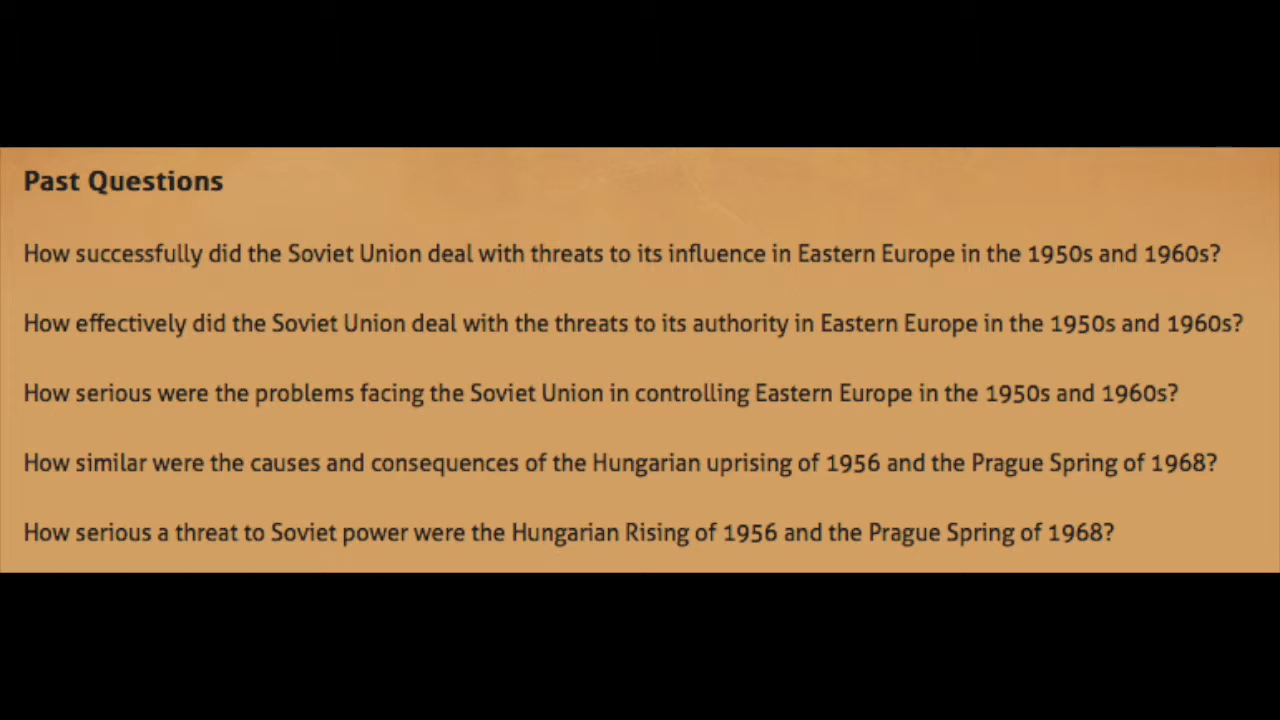 Past Questions
How successfully did the Soviet Union deal with threats to its influence in Eastern Europe in the 1950s and 1960s?
How effectively did the Soviet Union deal with the threats to its authority in Eastern Europe in the 1950s and 1960s?
How serious were the problems facing the Soviet Union in controlling Eastern Europe in the 1950s and 1960s?
How similar were the causes and consequences of the Hungarian uprising of 1956 and the Prague Spring of 1968?
How serious a threat to Soviet power were the Hungarian Rising of 1956 and the Prague Spring of 1968?